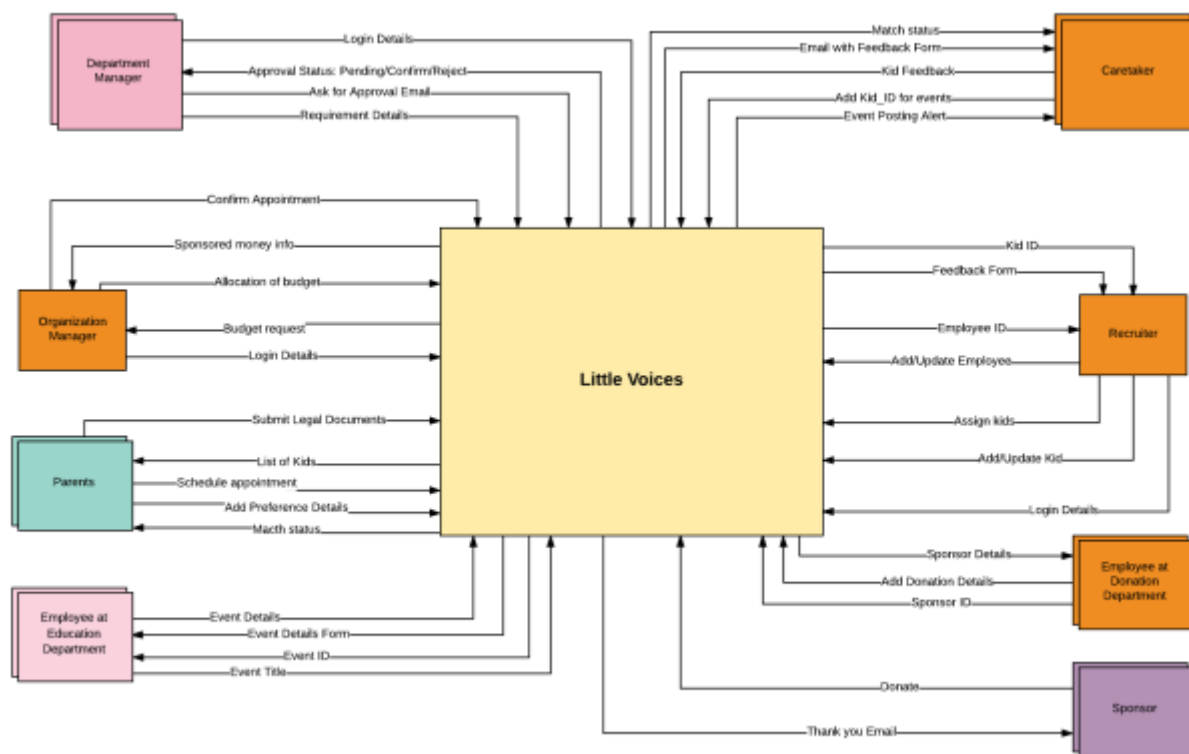 Department
Manager
Login Details
Approval Status: Pending/Confirm/Reject
Ask for Approval Email
Requirement Details
Match status
Email with Feedback Form
Kid Feedback
Add Kid_ID for events
Event Posting Alert
Caretaker
Confirm Appointment
Sponsored money info
Allocation of budget
Organization
Manager
Budget request
Login Details
Little Voices
Kid ID
Feedback Form
Employee ID
Recruiter
Add/Update Employee
Assign kids
Add/Update Kid
Login Details
Submit Legal Documents
Parents
List of Kids
Schedule appointment
Add Preference Details
Macth status
Sponsor Details
Add Donation Details
Sponsor ID
Employee at
Donation
Department
Employee at
Education
Department
Event Details
Event Details Form
Event ID
Event Title
Donate
Sponsor
Thank you Email